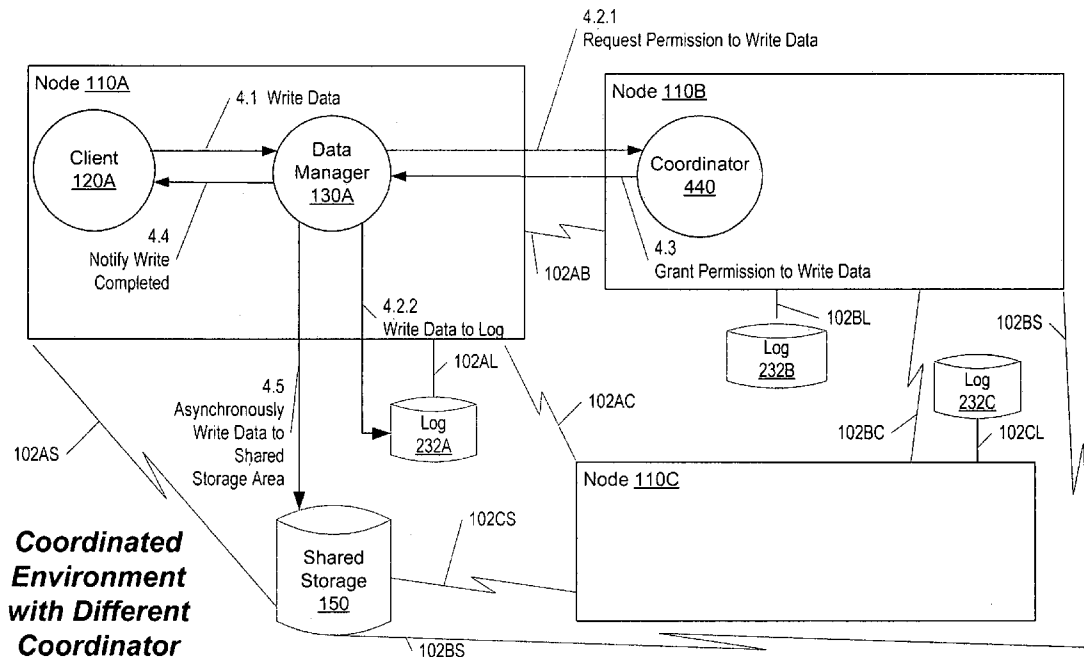 4.2.1
Request Permission to Write Data
Node 110A
4.1 Write Data
Client
120A
Data
Manager
130A
4.4
Notify Write
Completed
Node 110B
Coordinator
440
4.3
Grant Permission to Write Data
102AB
4.2.2
Write Data to Log
102AL
Log
232A
102BL
Log
232B
102BS
Log
232C
102BC
102CL
102AC
4.5
Asynchronously
Write Data to
Shared
Storage Area
102AS
Node 110C
102CS
Shared
Storage
150
102BS
Coordinated
Environment
with Different
Coordinator